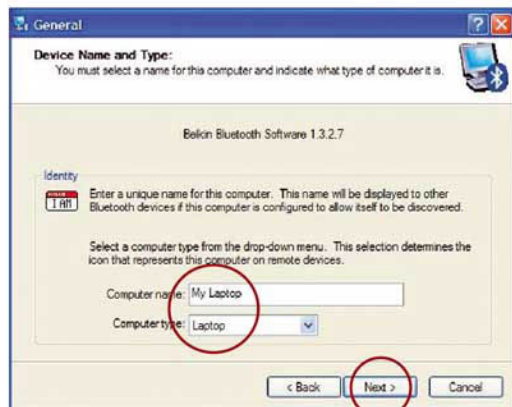 General
Device Name and Type:
You must select a name for this computer and indicate what type of computer it is.
Belkin Bluetooth Software 1.3.2.7
Identity
I AM
Enter a unique name for this computer. This name will be displayed to other
Bluetooth devices if this computer is configured to allow itself to be discovered.
Select a computer type from the drop-down menu. This selection determines the
icon that represents this computer on remote devices.
Computer name: My Laptop
Computer type: Laptop
< Back Next > Cancel